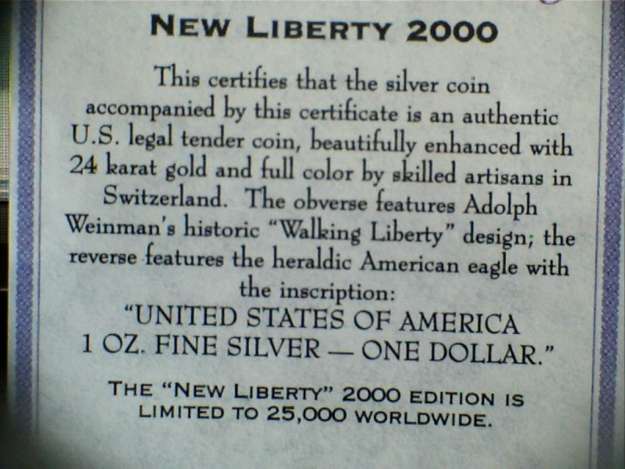 NEW LIBERTY 2000
This certifies that the silver coin
accompanied by this certificate is an authentic
U.S. legal tender coin, beautifully enhanced with
24 karat gold and full color by skilled artisans in
Switzerland. The obverse features Adolph
Weinman's historic "Walking Liberty" design; the
reverse features the heraldic American eagle with
the inscription:
"UNITED STATES OF AMERICA
1 OZ. FINE SILVER — ONE DOLLAR."
THE "NEW LIBERTY" 2000 EDITION IS
LIMITED TO 25,000 WORLDWIDE.